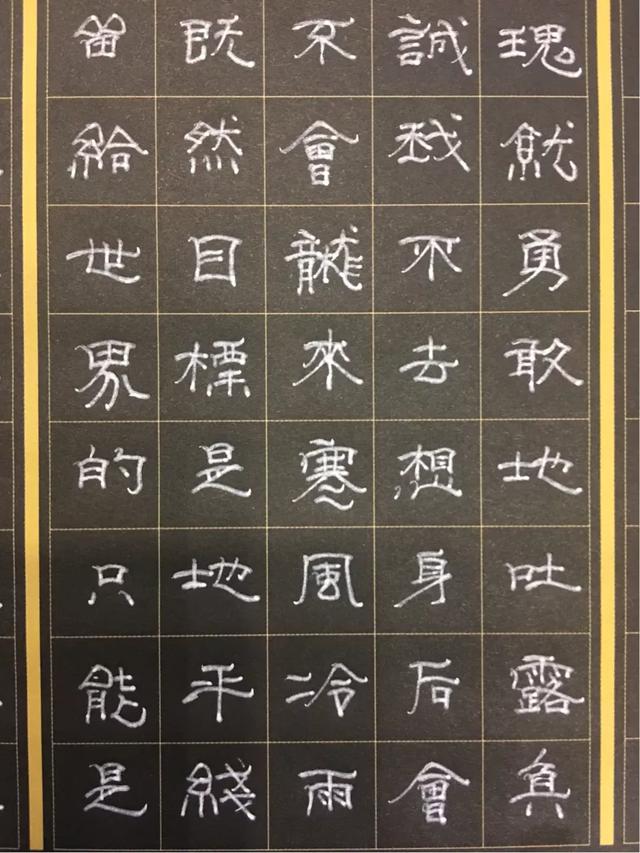 瑰就勇敢地吐露真
誠我不去想身后會
不會襲來寒風冷雨
既然目標是地平綫
留給世界的只能是